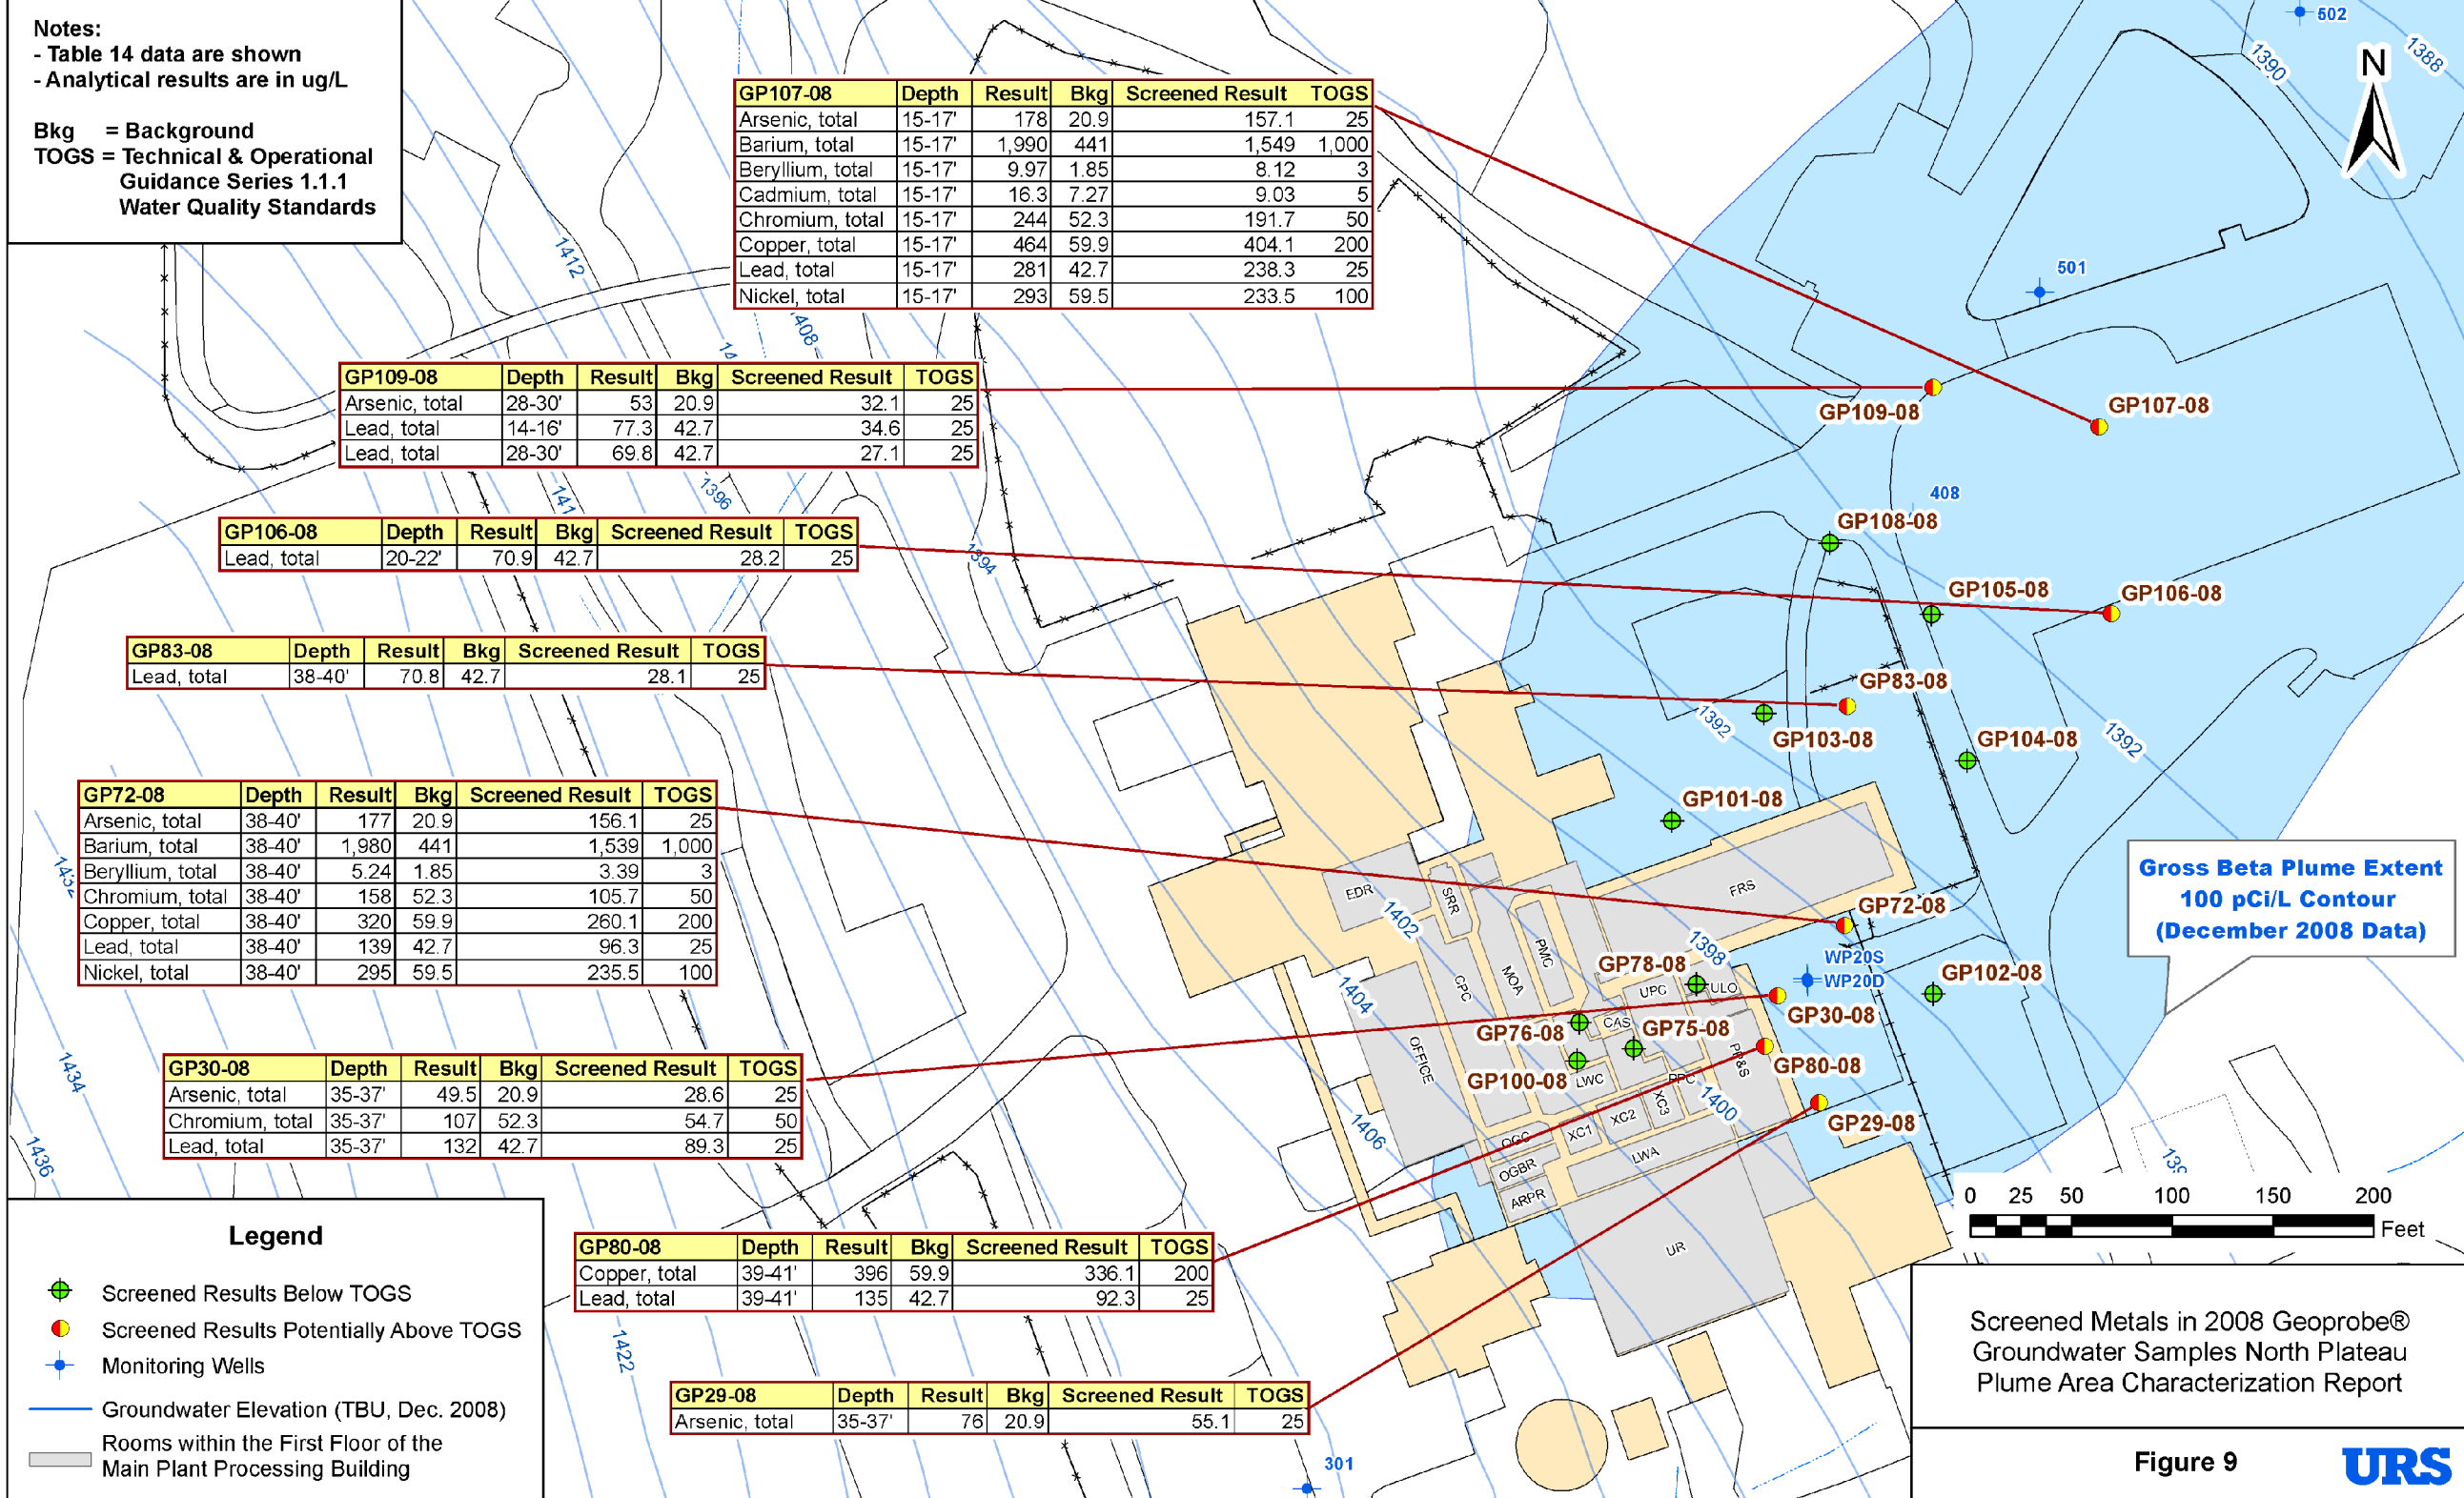 Notes:
- Table 14 data are shown
- Analytical results are in ug/L
Bkg = Background
TOGS = Technical & Operational
Guidance Series 1.1.1
Water Quality Standards
GP107-08 Depth Result Bkg Screened Result TOGS
Arsenic, total 15-17' 178 20.9 157.1 25
Barium, total 15-17' 1,990 441 1,549 1,000
Beryllium, total 15-17' 9.97 1.85 8.12 3
Cadmium, total 15-17' 16.3 7.27 9.03 5
Chromium, total 15-17' 244 52.3 191.7 50
Copper, total 15-17' 464 59.9 404.1 200
Lead, total 15-17' 281 42.7 238.3 25
Nickel, total 15-17' 293 59.5 233.5 100
502
1390
1388
N
501
1412
GP109-08 Depth Result Bkg Screened Result TOGS
Arsenic, total 28-30' 53 20.9 32.1 25
Lead, total 14-16' 77.3 42.7 34.6 25
Lead, total 28-30' 69.8 42.7 27.1 25
GP109-08
GP107-08
1396
408
GP106-08 Depth Result Bkg Screened Result TOGS
Lead, total 20-22' 70.9 42.7 28.2 25
1394
GP108-08
GP105-08
GP106-08
GP83-08 Depth Result Bkg Screened Result TOGS
Lead, total 38-40' 70.8 42.7 28.1 25
GP83-08
1392
GP103-08
GP104-08
1392
GP101-08
GP72-08 Depth Result Bkg Screened Result TOGS
Arsenic, total 38-40' 177 20.9 156.1 25
Barium, total 38-40' 1,980 441 1,539 1,000
Beryllium, total 38-40' 5.24 1.85 3.39 3
Chromium, total 38-40' 158 52.3 105.7 50
Copper, total 38-40' 320 59.9 260.1 200
Lead, total 38-40' 139 42.7 96.3 25
Nickel, total 38-40' 295 59.5 235.5 100
Gross Beta Plume Extent
100 pCi/L Contour
(December 2008 Data)
EDR
SRR
FRS
1402
PMC
1398
GP72-08
WP20S
WP20D
GP78-08
GP102-08
CPC
MOA
UPC
ULO
1404
GP30-08
GP76-08
CAS
GP75-08
OFFICE
PP&S
GP80-08
GP100-08
LWC
PPC
XC3
1400
GP29-08
1406
XC2
XC1
OGC
LWA
OGBR
ARPR
UR
1434
1436
GP30-08 Depth Result Bkg Screened Result TOGS
Arsenic, total 35-37' 49.5 20.9 28.6 25
Chromium, total 35-37' 107 52.3 54.7 50
Lead, total 35-37' 132 42.7 89.3 25
0 25 50 100 150 200
Feet
Legend
Screened Results Below TOGS
Screened Results Potentially Above TOGS
Monitoring Wells
Groundwater Elevation (TBU, Dec. 2008)
Rooms within the First Floor of the
Main Plant Processing Building
GP80-08 Depth Result Bkg Screened Result TOGS
Copper, total 39-41' 396 59.9 336.1 200
Lead, total 39-41' 135 42.7 92.3 25
1422
GP29-08 Depth Result Bkg Screened Result TOGS
Arsenic, total 35-37' 76 20.9 55.1 25
301
Screened Metals in 2008 Geoprobe®
Groundwater Samples North Plateau
Plume Area Characterization Report
Figure 9
URS